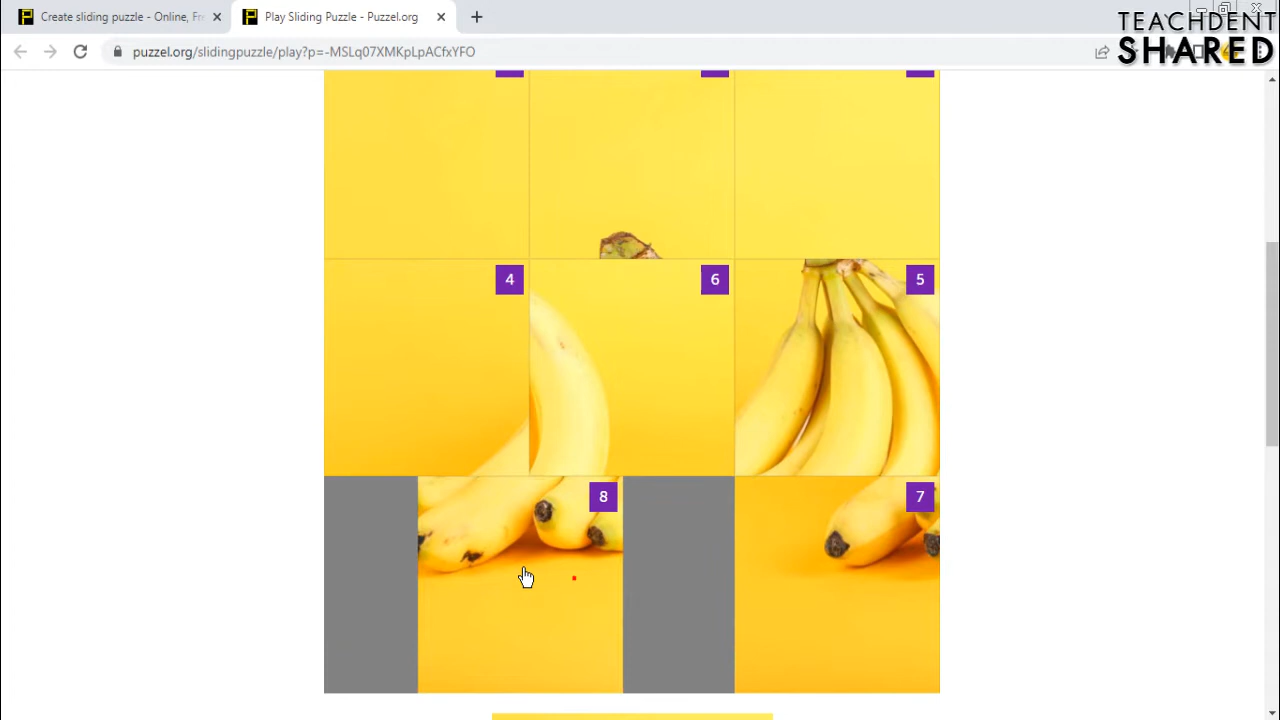 Create sliding puzzle - Online, Fr
Play Sliding Puzzle - Puzzel.org
TEACHDENT
SHARED
puzzel.org/slidingpuzzle/play?p=-MSLq07XMKpLpACfxYFO
4
6
5
8
7